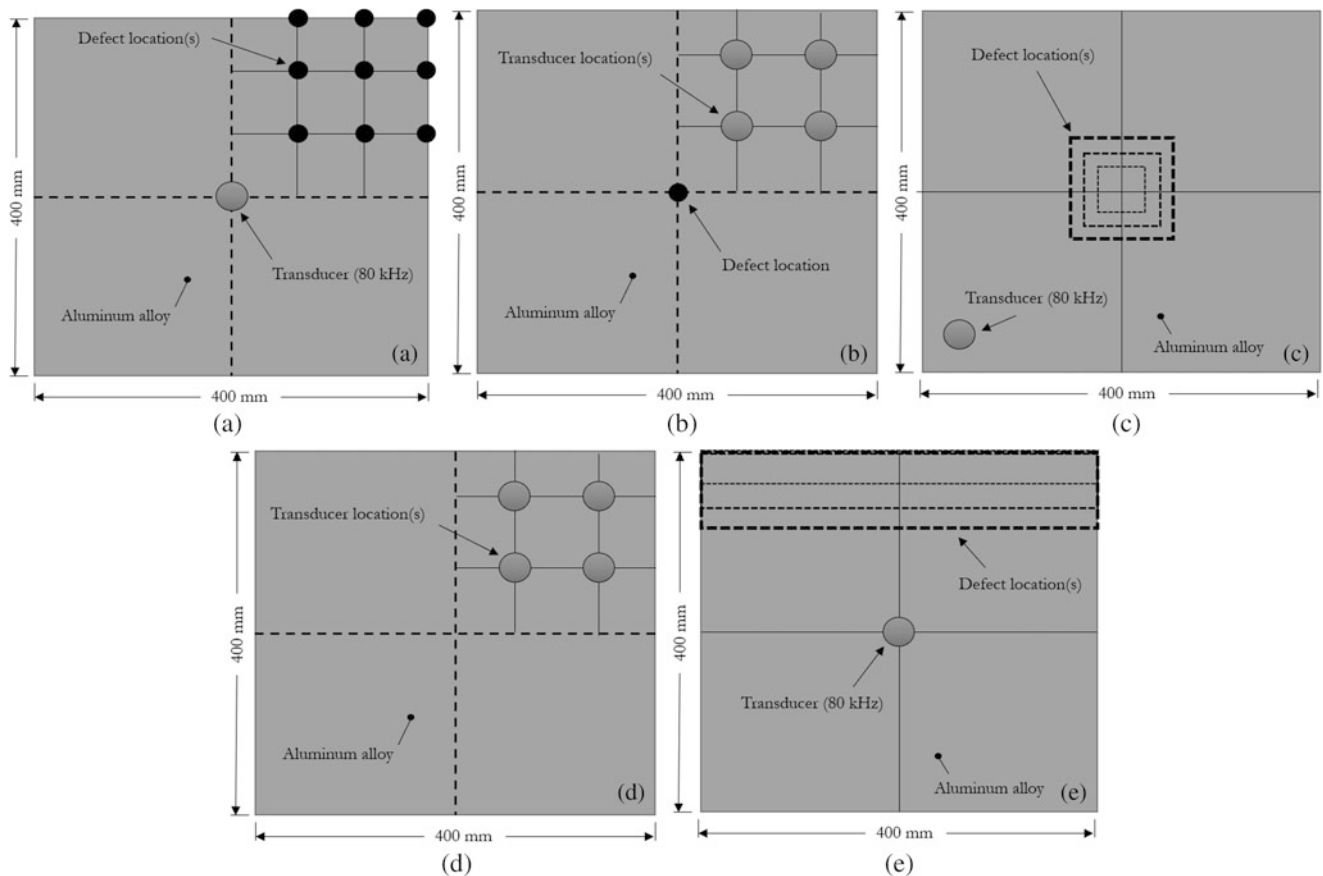 Defect location(s)
400 mm
Transducer (80 kHz)
Aluminum alloy
(a)
400 mm
(a)
Transducer location(s)
400 mm
Defect location
Aluminum alloy
(b)
400 mm
(b)
Defect location(s)
400 mm
Transducer (80 kHz)
Aluminum alloy
(c)
400 mm
(c)
Transducer location(s)
400 mm
Aluminum alloy
(d)
400 mm
(d)
Defect location(s)
400 mm
Transducer (80 kHz)
Aluminum alloy
(e)
400 mm
(e)